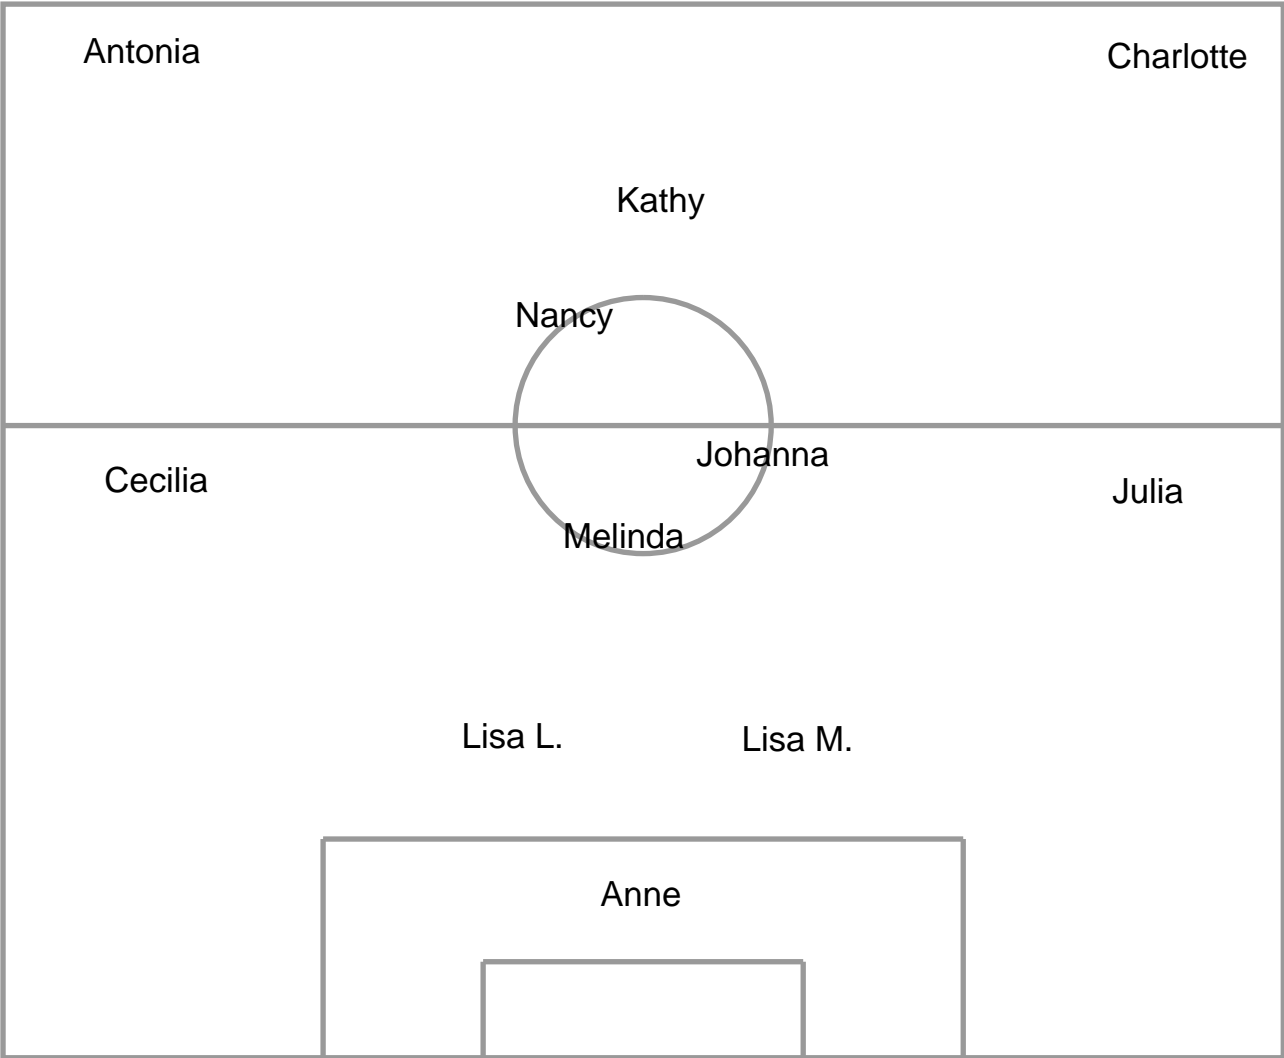 Antonia
Charlotte
Kathy
Nancy
Johanna
Cecilia
Julia
Melinda
Lisa L.
Lisa M.
Anne